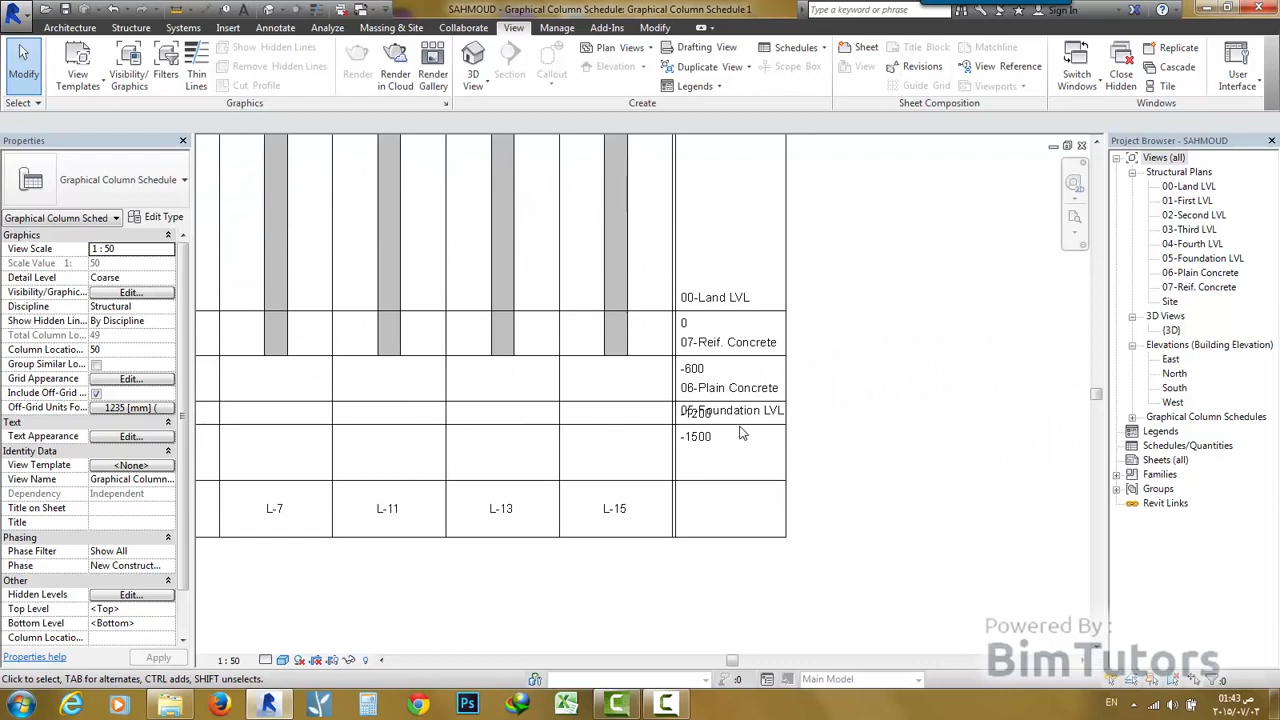 SAHMOUD - Graphical Column Schedule: Graphical Column Schedule 1
Type a keyword or phrase
Sign In
Architecture Structure Systems Insert Annotate Analyze Massing & Site Collaborate View Manage Add-Ins Modify
Modify
Select
View Templates
Visibility/ Graphics
Filters
Thin Lines
Show Hidden Lines
Remove Hidden Lines
Cut Profile
Graphics
Render
Render in Cloud
Render Gallery
3D View
Section
Callout
Plan Views
Elevation
Drafting View
Duplicate View
Legends
Schedules
Scope Box
Create
Sheet
View
Title Block
Revisions
Guide Grid
Matchline
View Reference
Viewports
Sheet Composition
Switch Windows
Close Hidden
Replicate
Cascade
Tile
Windows
User Interface
Properties
Graphical Column Schedule
Graphical Column Sched
Edit Type
Graphics
View Scale 1 : 50
Scale Value 1: 50
Detail Level Coarse
Visibility/Graphic... Edit...
Discipline Structural
Show Hidden Lin... By Discipline
Total Column Lo... 49
Column Locatio... 50
Group Similar Lo...
Grid Appearance Edit...
Include Off-Grid ...
Off-Grid Units Fo... 1235 [mm] (
Text
Text Appearance Edit...
Identity Data
View Template <None>
View Name Graphical Column...
Dependency Independent
Title on Sheet
Title
Phasing
Phase Filter Show All
Phase New Construct...
Other
Hidden Levels Edit...
Top Level <Top>
Bottom Level <Bottom>
Column Locatio...
Properties help
Apply
00-Land LVL
0
07-Reif. Concrete
-600
06-Plain Concrete
-1200
05-Foundation LVL
-1500
L-7 L-11 L-13 L-15
Project Browser - SAHMOUD
Views (all)
Structural Plans
00-Land LVL
01-First LVL
02-Second LVL
03-Third LVL
04-Fourth LVL
05-Foundation LVL
06-Plain Concrete
07-Reif. Concrete
Site
3D Views
{3D}
Elevations (Building Elevation)
East
North
South
West
Graphical Column Schedules
Legends
Schedules/Quantities
Sheets (all)
Families
Groups
Revit Links
Powered By :
BimTutors
1 : 50
Click to select, TAB for alternates, CTRL adds, SHIFT unselects.
:0
Main Model
EN
01:43 ص
٢٠١٥/٠٧/٠٣